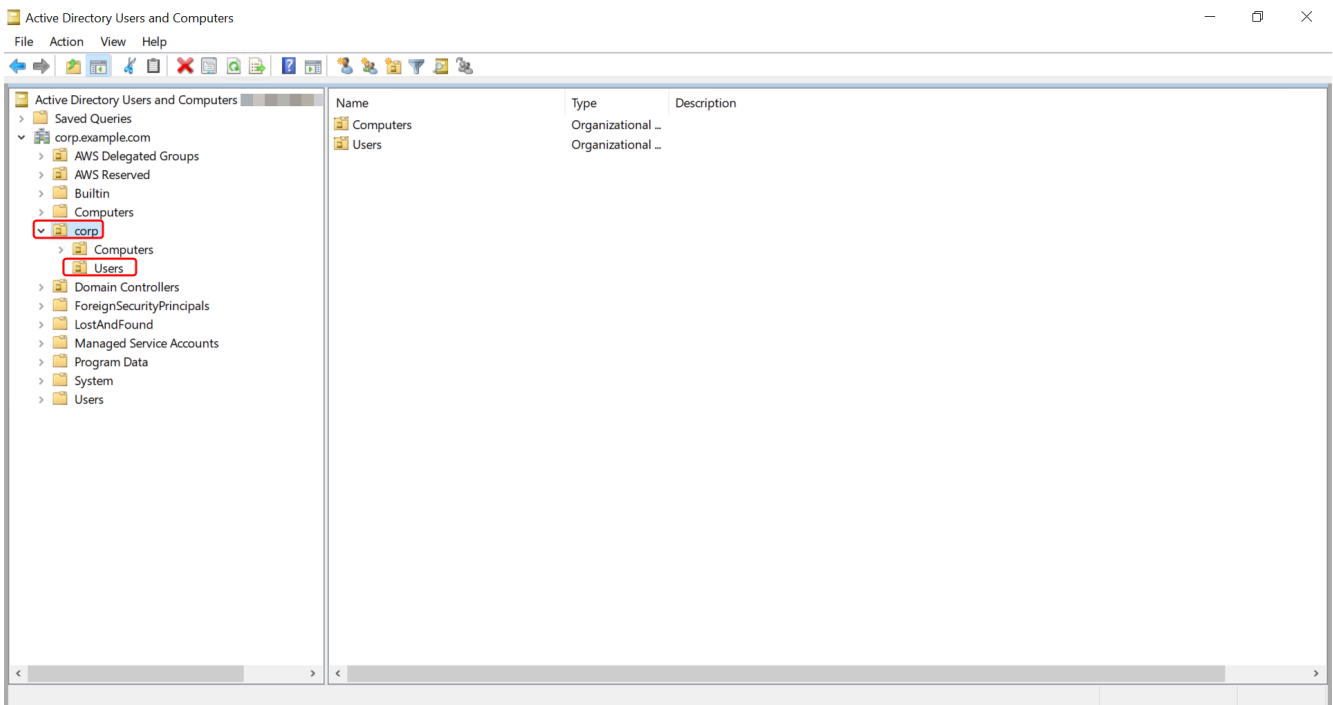 Active Directory Users and Computers
File Action View Help
Active Directory Users and Computers
Saved Queries
corp.example.com
AWS Delegated Groups
AWS Reserved
Builtin
Computers
corp
Computers
Users
Domain Controllers
ForeignSecurityPrincipals
LostAndFound
Managed Service Accounts
Program Data
System
Users
Name Type Description
Computers Organizational ...
Users Organizational ...